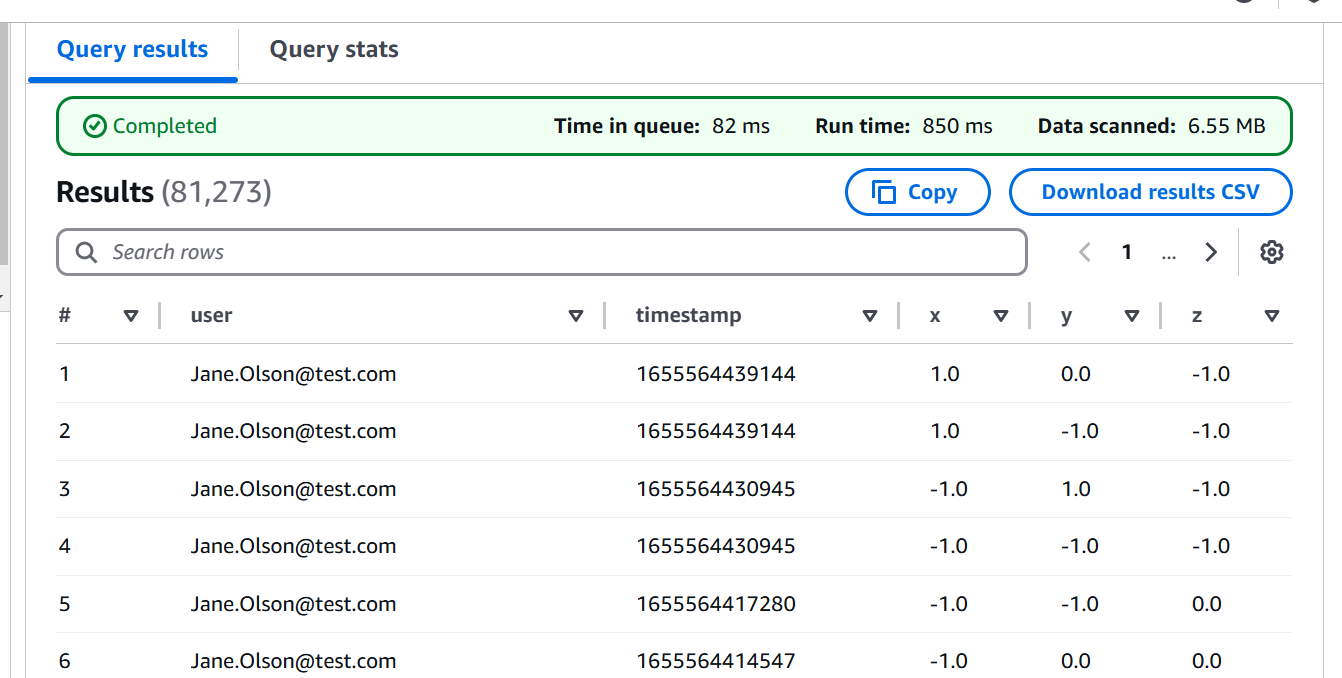 Query results Query stats
Completed Time in queue: 82 ms Run time: 850 ms Data scanned: 6.55 MB
Results (81,273) Copy Download results CSV
Search rows 1 ...
# user timestamp x y z
1 Jane.Olson@test.com 1655564439144 1.0 0.0 -1.0
2 Jane.Olson@test.com 1655564439144 1.0 -1.0 -1.0
3 Jane.Olson@test.com 1655564430945 -1.0 1.0 -1.0
4 Jane.Olson@test.com 1655564430945 -1.0 -1.0 -1.0
5 Jane.Olson@test.com 1655564417280 -1.0 -1.0 0.0
6 Jane.Olson@test.com 1655564414547 -1.0 0.0 0.0